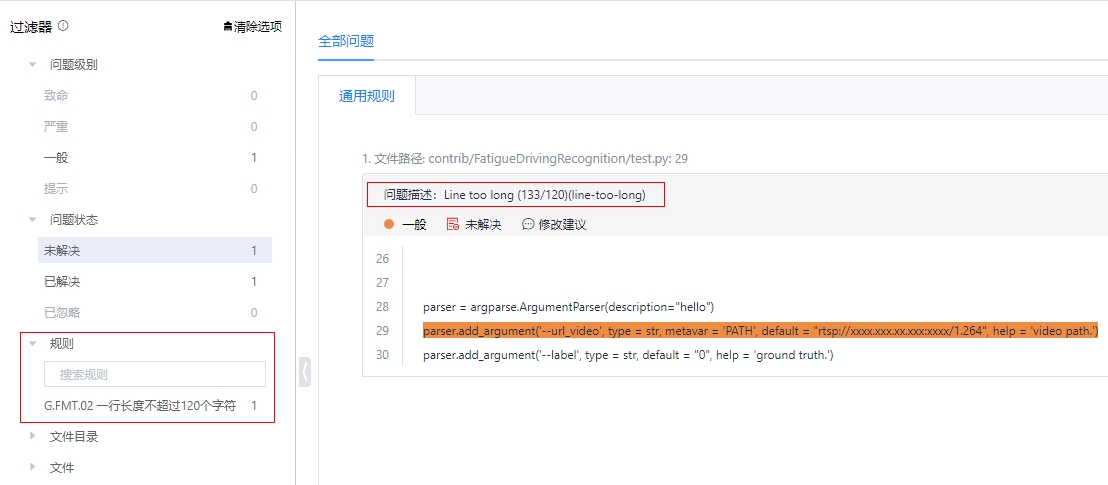 过滤器
清除选项
问题级别
致命 0
严重 0
一般 1
提示 0
问题状态
未解决 1
已解决 1
已忽略 0
规则
搜索规则
G.FMT.02 一行长度不超过120个字符 1
文件目录
文件
全部问题
通用规则
1. 文件路径: contrib/FatigueDrivingRecognition/test.py: 29
问题描述：Line too long (133/120)(line-too-long)
一般 未解决 修改建议
26
27
28 parser = argparse.ArgumentParser(description="hello")
29 parser.add_argument('--url_video', type = str, metavar = 'PATH', default = "rtsp://xxxx.xxx.xx.xxx:xxxx/1.264", help = 'video path.')
30 parser.add_argument('--label', type = str, default = "0", help = 'ground truth.')